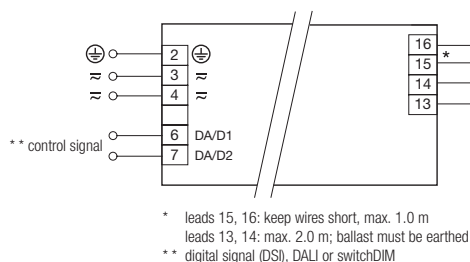 2
3 ≂
≂ 4 ≂
6 DA/D1
* * control signal
7 DA/D2
16
*
15
14
13
* leads 15, 16: keep wires short, max. 1.0 m
leads 13, 14: max. 2.0 m; ballast must be earthed
* * digital signal (DSI), DALI or switchDIM